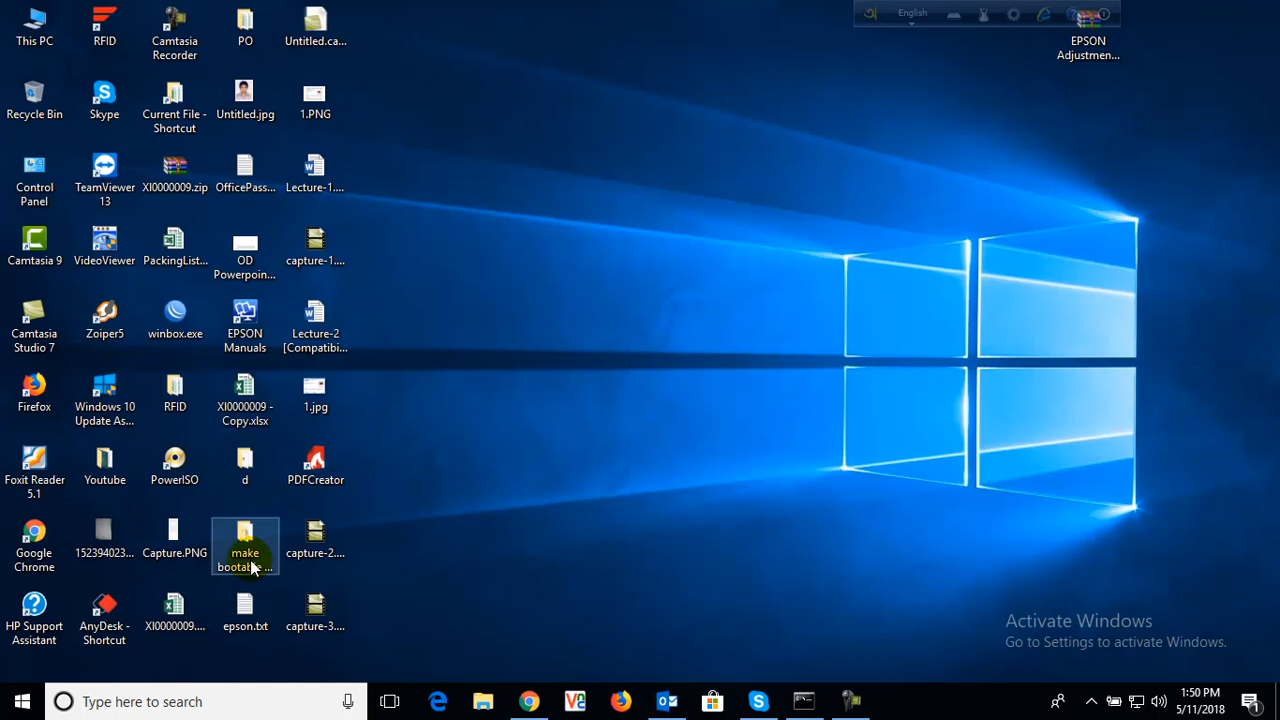 English
This PC
RFID
Camtasia
Recorder
PO
Untitled.ca...
EPSON
Adjustmen...
Recycle Bin
Skype
Current File -
Shortcut
Untitled.jpg
1.PNG
Control
Panel
TeamViewer
13
XI0000009.zip
OfficePass...
Lecture-1....
Camtasia 9
VideoViewer
PackingList...
OD
Powerpoin...
capture-1....
Camtasia
Studio 7
Zoiper5
winbox.exe
EPSON
Manuals
Lecture-2
[Compatibi...
Firefox
Windows 10
Update As...
RFID
XI0000009 -
Copy.xlsx
1.jpg
Foxit Reader
5.1
Youtube
PowerISO
d
PDFCreator
Google
Chrome
152394023...
Capture.PNG
make
bootable ...
capture-2....
HP Support
Assistant
AnyDesk -
Shortcut
XI0000009....
epson.txt
capture-3....
Activate Windows
Go to Settings to activate Windows.
Type here to search
1:50 PM
5/11/2018